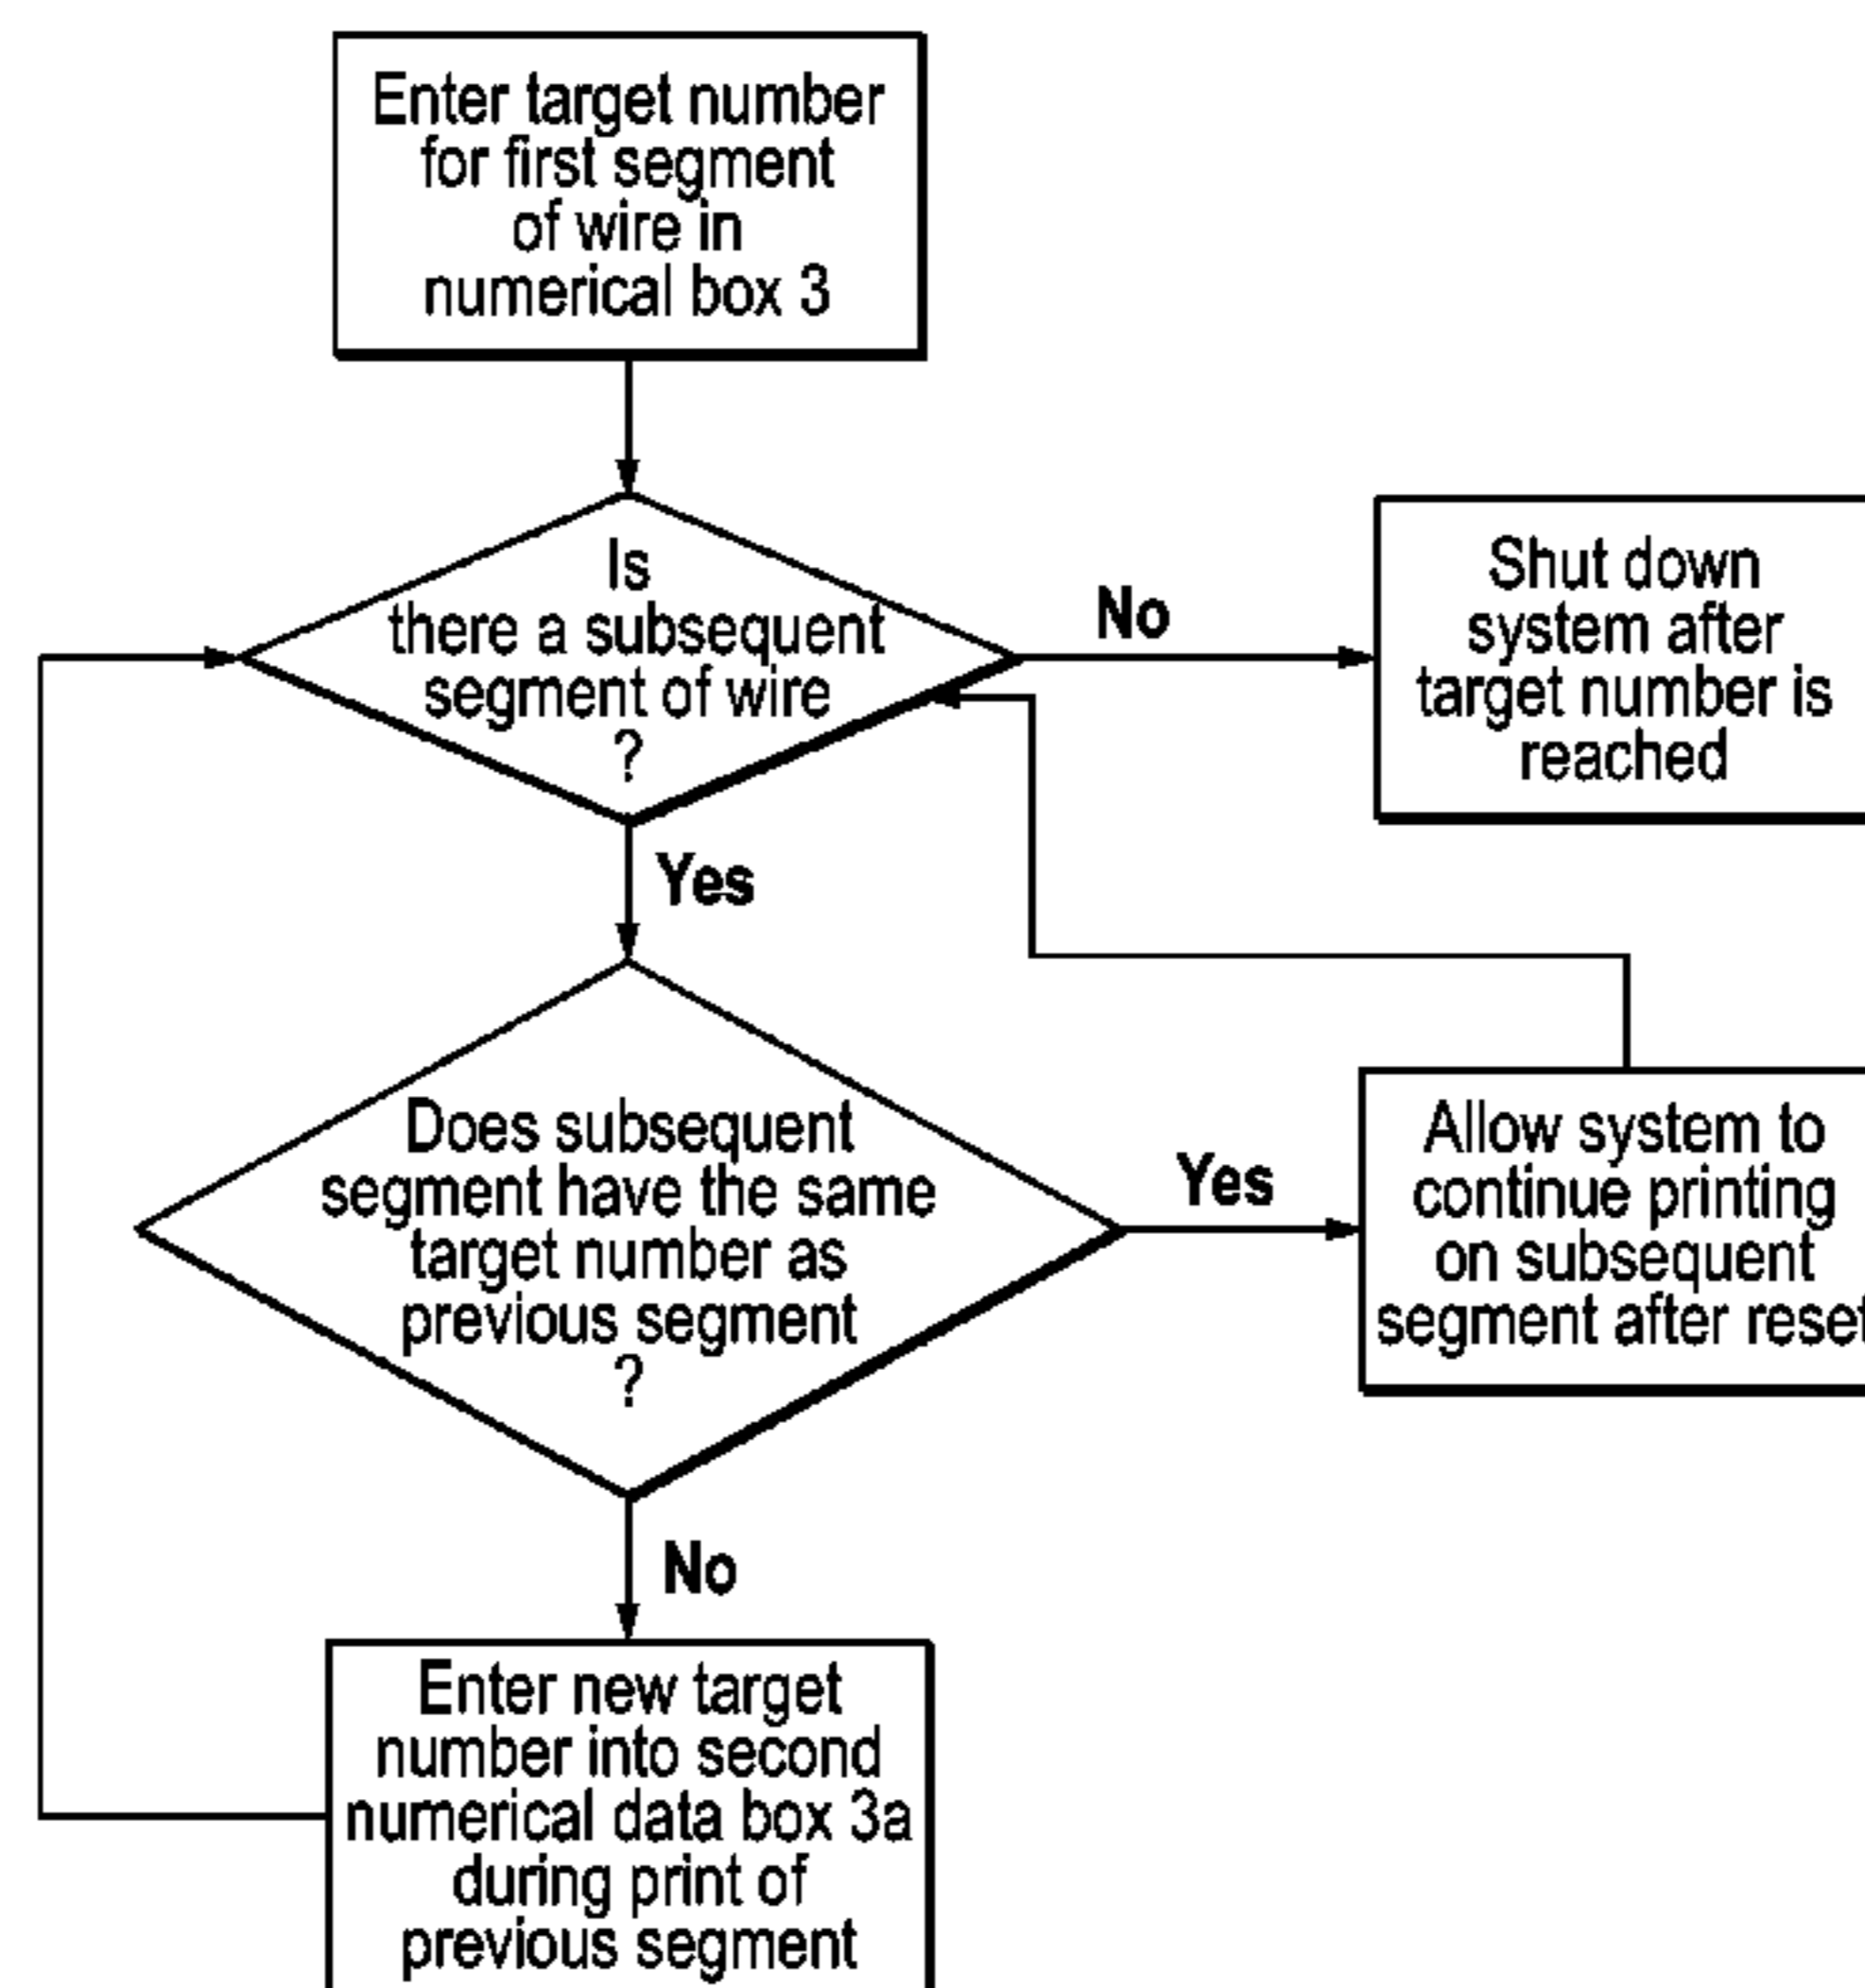 Enter target number
for first segment
of wire in
numerical box 3
Is
there a subsequent
segment of wire
?
No
Shut down
system after
target number is
reached
Yes
Does subsequent
segment have the same
target number as
previous segment
?
Yes
Allow system to
continue printing
on subsequent
segment after reset
No
Enter new target
number into second
numerical data box 3a
during print of
previous segment